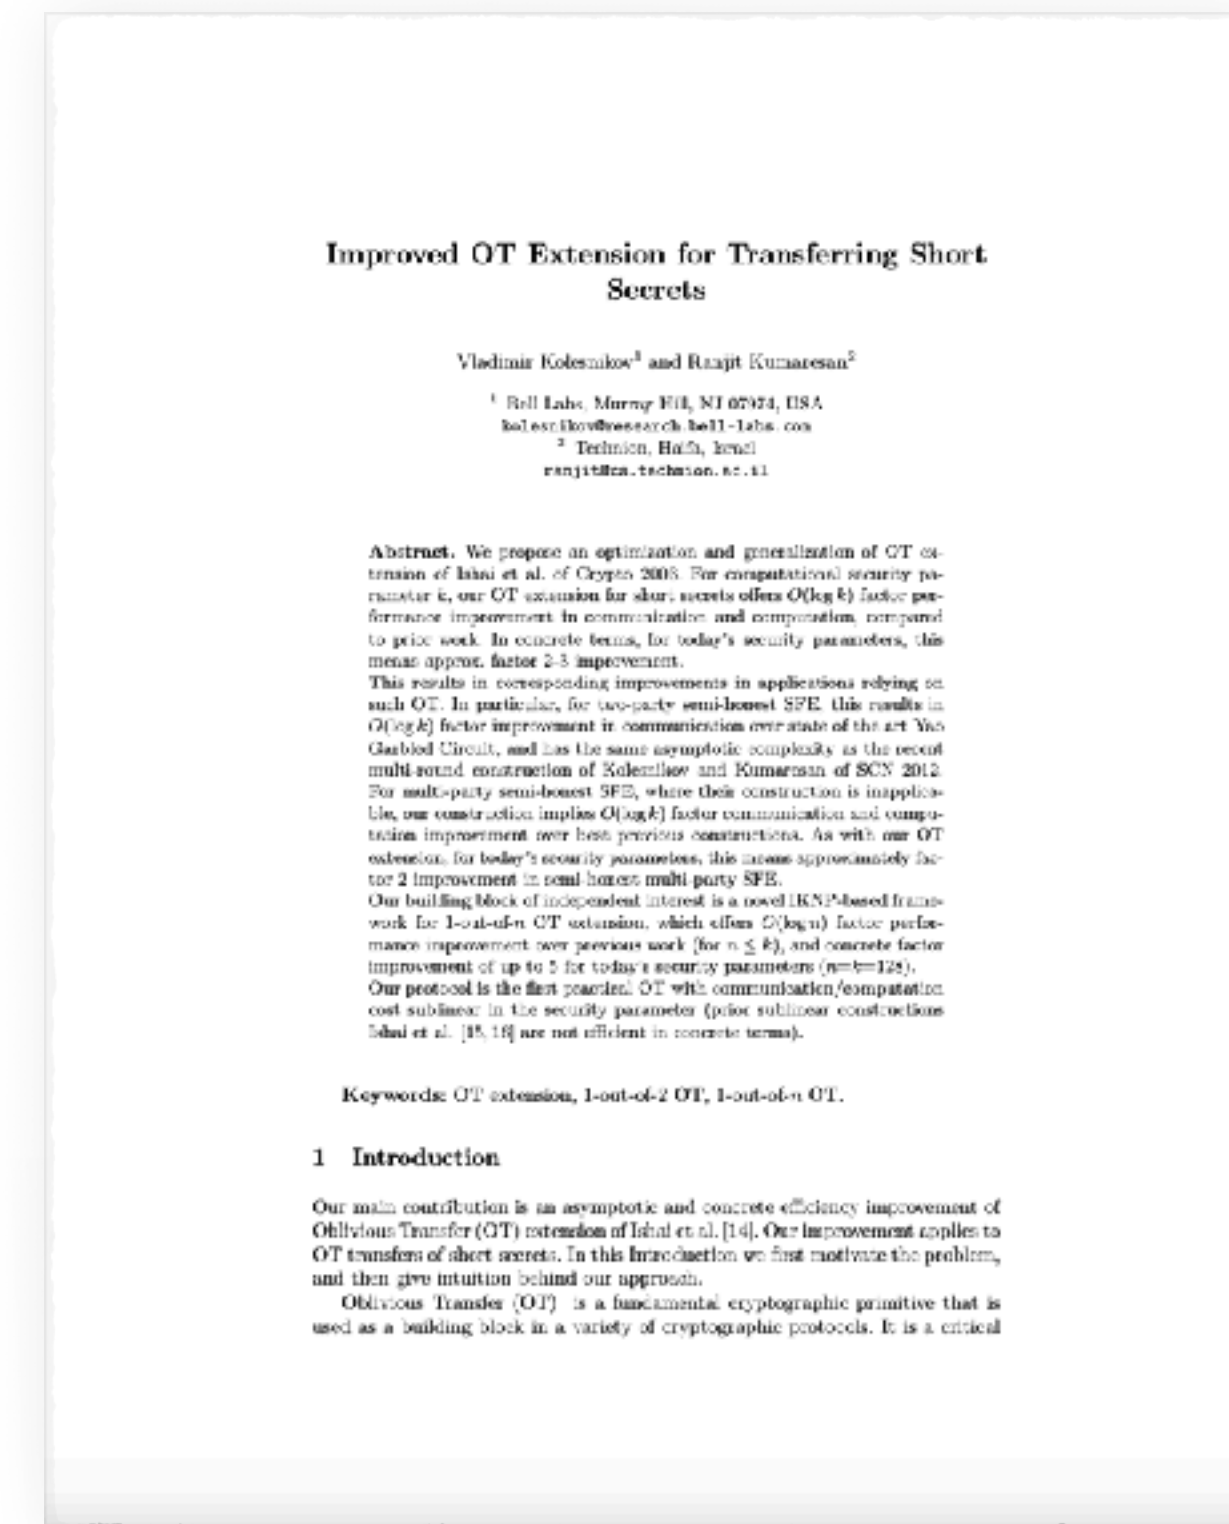 Improved OT Extension for Transferring Short
Secrets
Vladimir Kolesnikov¹ and Ranjit Kumaresan²
¹ Bell Labs, Murray Hill, NJ 07974, USA
kolesnikov@research.bell-labs.com
² Technion, Haifa, Israel
ranjit@cs.technion.ac.il
Abstract. We propose an optimization and generalization of OT ex-
tension of Ishai et al. of Crypto 2003. For computational security pa-
rameter k, our OT extension for short secrets offers O(log k) factor per-
formance improvement in communication and computation, compared
to prior work. In concrete terms, for today's security parameters, this
means approx. factor 2-3 improvement.
This results in corresponding improvements in applications relying on
such OT. In particular, for two-party semi-honest SFE, this results in
O(log k) factor improvement in communication over state of the art Yao
Garbled Circuit, and has the same asymptotic complexity as the recent
multi-round construction of Kolesnikov and Kumaresan of SCN 2012.
For multi-party semi-honest SFE, where their construction is inapplica-
ble, our construction implies O(log k) factor communication and compu-
tation improvement over best previous constructions. As with our OT
extension, for today's security parameters, this means approximately fac-
tor 2 improvement in semi-honest multi-party SFE.
Our building block of independent interest is a novel IKNP-based frame-
work for 1-out-of-n OT extension, which offers O(log n) factor perfor-
mance improvement over previous work (for n ≤ k), and concrete factor
improvement of up to 5 for today's security parameters (n=k=128).
Our protocol is the first practical OT with communication/computation
cost sublinear in the security parameter (prior sublinear constructions
Ishai et al. [15, 16] are not efficient in concrete terms).
Keywords: OT extension, 1-out-of-2 OT, 1-out-of-n OT.
1 Introduction
Our main contribution is an asymptotic and concrete efficiency improvement of
Oblivious Transfer (OT) extension of Ishai et al. [14]. Our improvement applies to
OT transfers of short secrets. In this Introduction we first motivate the problem,
and then give intuition behind our approach.
Oblivious Transfer (OT) is a fundamental cryptographic primitive that is
used as a building block in a variety of cryptographic protocols. It is a critical